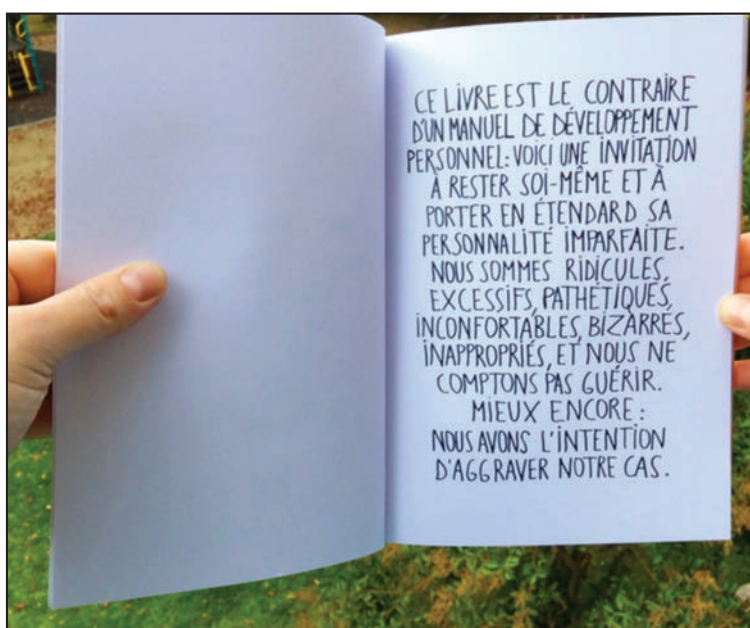 CE LIVRE EST LE CONTRAIRE
D'UN MANUEL DE DÉVELOPPEMENT
PERSONNEL: VOICI UNE INVITATION
À RESTER SOI-MÊME ET À
PORTER EN ÉTENDARD SA
PERSONNALITÉ IMPARFAITE.
NOUS SOMMES RIDICULES,
EXCESSIFS, PATHÉTIQUES,
INCONFORTABLES, BIZARRES,
INAPPROPRIÉS, ET NOUS NE
COMPTONS PAS GUÉRIR.
MIEUX ENCORE :
NOUS AVONS L'INTENTION
D'AGGRAVER NOTRE CAS.